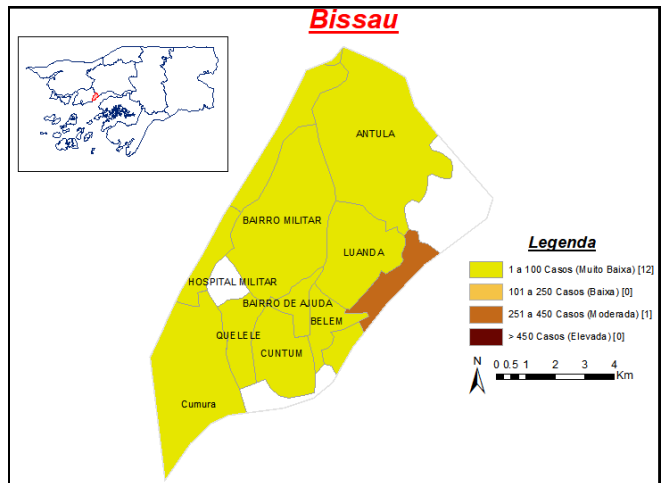 Bissau
ANTULA
BAIRRO MILITAR
LUANDA
HOSPITAL MILITAR
BAIRRO DE AJUDA
BELEM
QUELELE
CUNTUM
Cumura
Legenda
1 a 100 Casos (Muito Baixa) [12]
101 a 250 Casos (Baixa) [0]
251 a 450 Casos (Moderada) [1]
> 450 Casos (Elevada) [0]
N
0 0.5 1 2 3 4
Km